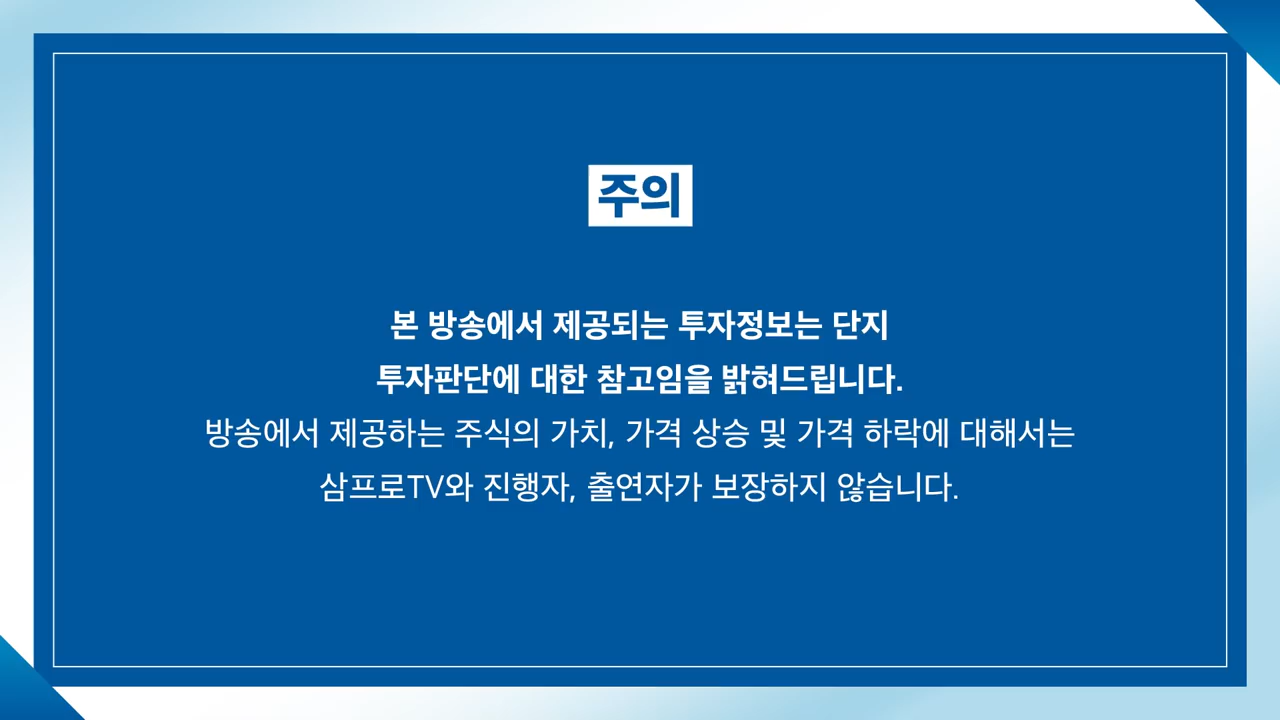 주의
본 방송에서 제공되는 투자정보는 단지
투자판단에 대한 참고임을 밝혀드립니다.
방송에서 제공하는 주식의 가치, 가격 상승 및 가격 하락에 대해서는
삼프로TV와 진행자, 출연자가 보장하지 않습니다.